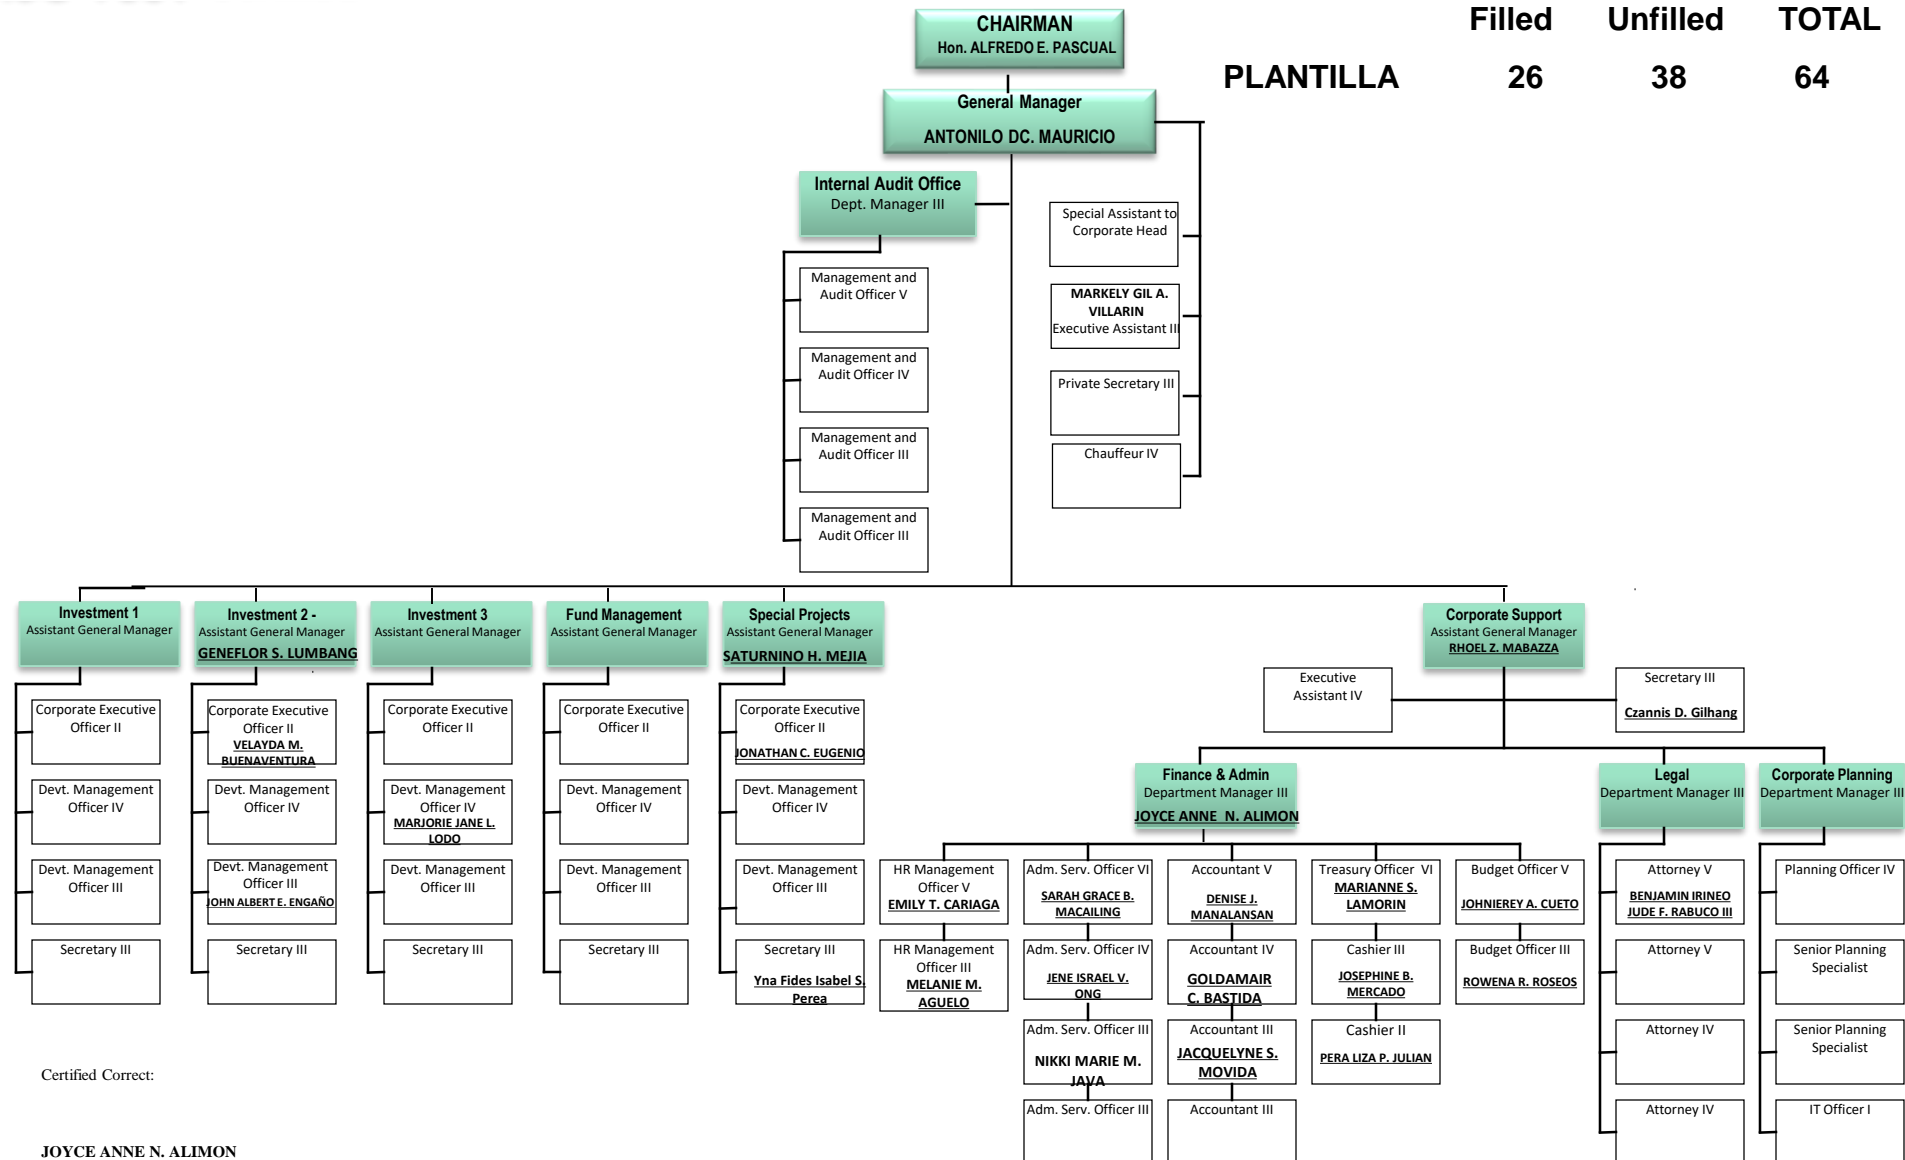 Filled Unfilled TOTAL
PLANTILLA 26 38 64
CHAIRMAN
Hon. ALFREDO E. PASCUAL
General Manager
ANTONILO DC. MAURICIO
Internal Audit Office
Dept. Manager III
Management and
Audit Officer V
Management and
Audit Officer IV
Management and
Audit Officer III
Management and
Audit Officer III
Special Assistant to
Corporate Head
MARKELY GIL A.
VILLARIN
Executive Assistant III
Private Secretary III
Chauffeur IV
Investment 1
Assistant General Manager
Corporate Executive
Officer II
Devt. Management
Officer IV
Devt. Management
Officer III
Secretary III
Investment 2 -
Assistant General Manager
GENEFLOR S. LUMBANG
Corporate Executive
Officer II
VELAYDA M.
BUENAVENTURA
Devt. Management
Officer IV
Devt. Management
Officer III
JOHN ALBERT E. ENGAÑO
Secretary III
Investment 3
Assistant General Manager
Corporate Executive
Officer II
Devt. Management
Officer IV
MARJORIE JANE L.
LODO
Devt. Management
Officer III
Secretary III
Fund Management
Assistant General Manager
Corporate Executive
Officer II
Devt. Management
Officer IV
Devt. Management
Officer III
Secretary III
Special Projects
Assistant General Manager
SATURNINO H. MEJIA
Corporate Executive
Officer II
JONATHAN C. EUGENIO
Devt. Management
Officer IV
Devt. Management
Officer III
Secretary III
Yna Fides Isabel S.
Perea
Corporate Support
Assistant General Manager
RHOEL Z. MABAZZA
Executive
Assistant IV
Secretary III
Czannis D. Gilhang
Finance & Admin
Department Manager III
JOYCE ANNE N. ALIMON
HR Management
Officer V
EMILY T. CARIAGA
HR Management
Officer III
MELANIE M.
AGUELO
Adm. Serv. Officer VI
SARAH GRACE B.
MACAILING
Adm. Serv. Officer IV
JENE ISRAEL V.
ONG
Adm. Serv. Officer III
NIKKI MARIE M.
JAVA
Adm. Serv. Officer III
Accountant V
DENISE J.
MANALANSAN
Accountant IV
GOLDAMAIR
C. BASTIDA
Accountant III
JACQUELYNE S.
MOVIDA
Accountant III
Treasury Officer VI
MARIANNE S.
LAMORIN
Cashier III
JOSEPHINE B.
MERCADO
Cashier II
PERA LIZA P. JULIAN
Budget Officer V
JOHNIEREY A. CUETO
Budget Officer III
ROWENA R. ROSEOS
Legal
Department Manager III
Attorney V
BENJAMIN IRINEO
JUDE F. RABUCO III
Attorney V
Attorney IV
Attorney IV
Corporate Planning
Department Manager III
Planning Officer IV
Senior Planning
Specialist
Senior Planning
Specialist
IT Officer I
Certified Correct:
JOYCE ANNE N. ALIMON